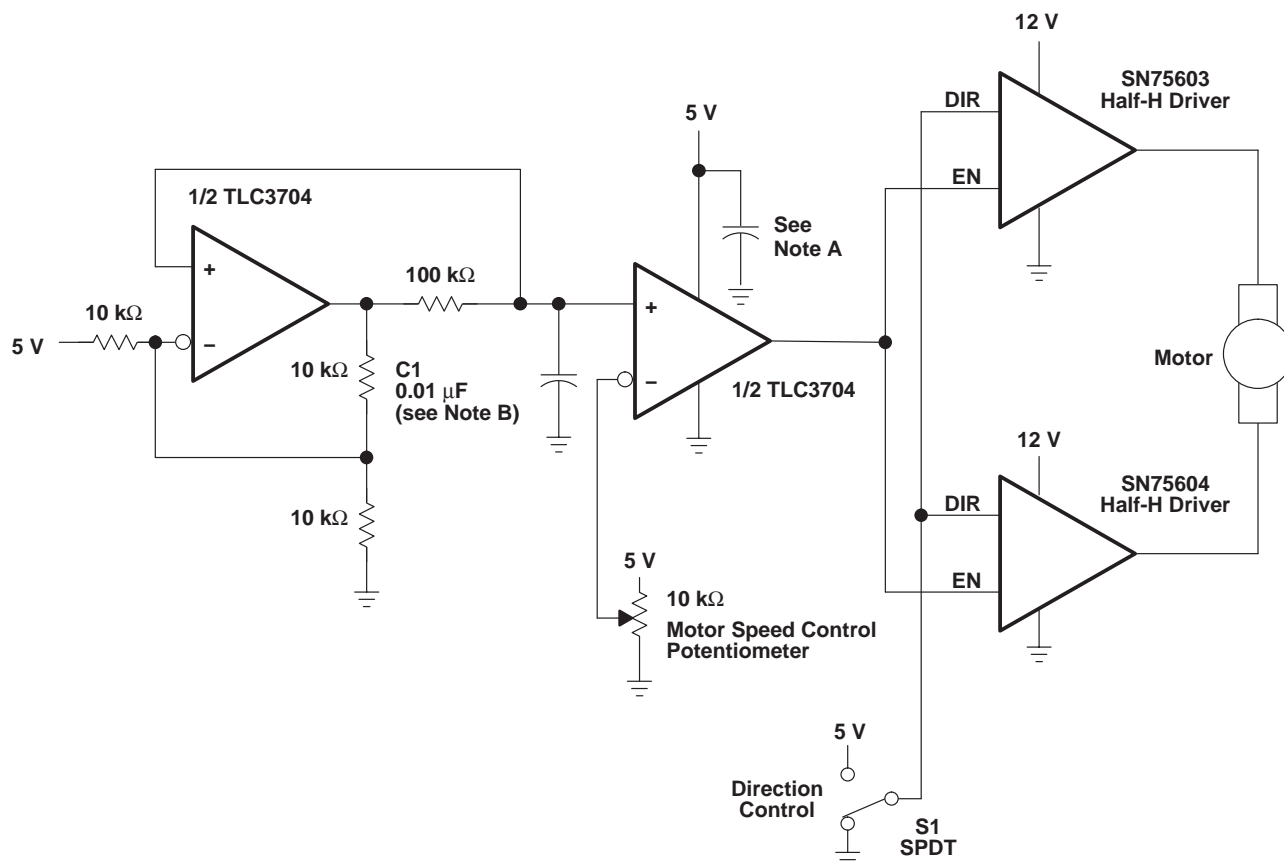 12 V
SN75603
Half-H Driver
DIR
EN
5 V
See
Note A
1/2 TLC3704
+
−
100 kΩ
10 kΩ
5 V
10 kΩ
C1
0.01 μF
(see Note B)
10 kΩ
+
−
1/2 TLC3704
Motor
12 V
SN75604
Half-H Driver
DIR
EN
5 V
10 kΩ
Motor Speed Control
Potentiometer
5 V
Direction
Control
S1
SPDT